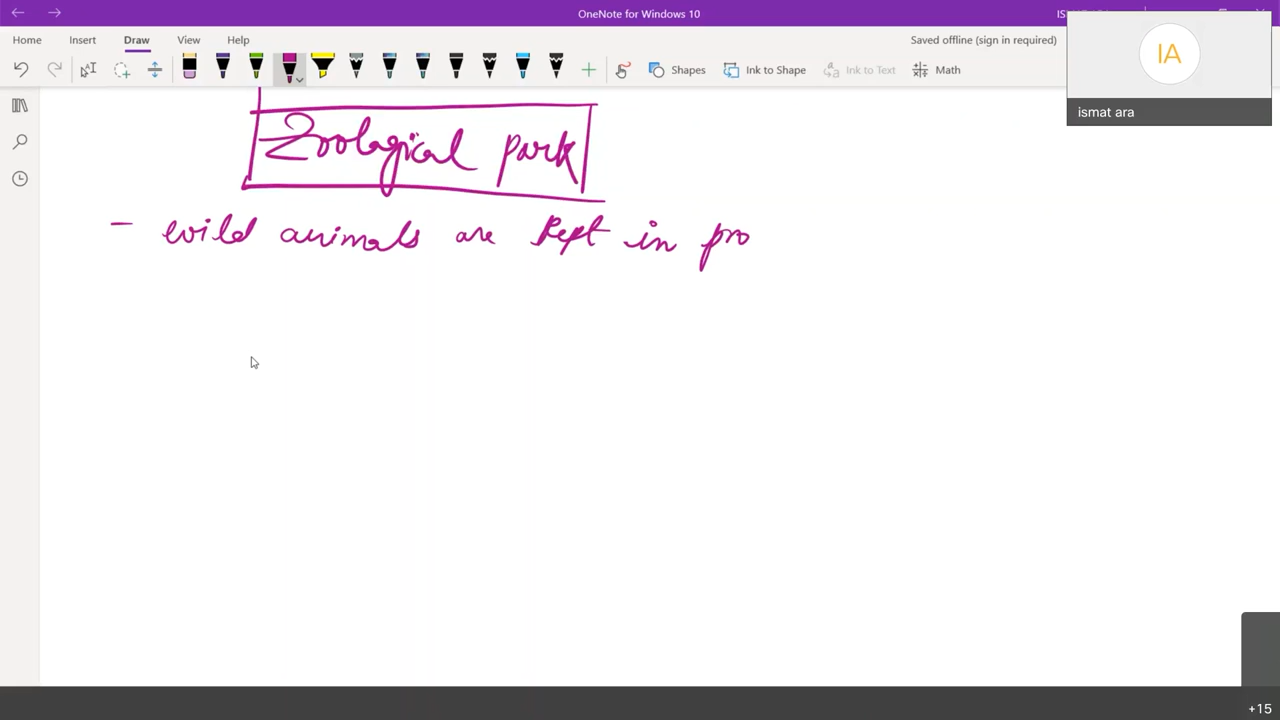 OneNote for Windows 10
Home Insert Draw View Help
Saved offline (sign in required)
IA
ismat ara
Shapes Ink to Shape Ink to Text Math
Zoological park
- wild animals are kept in pro
+15